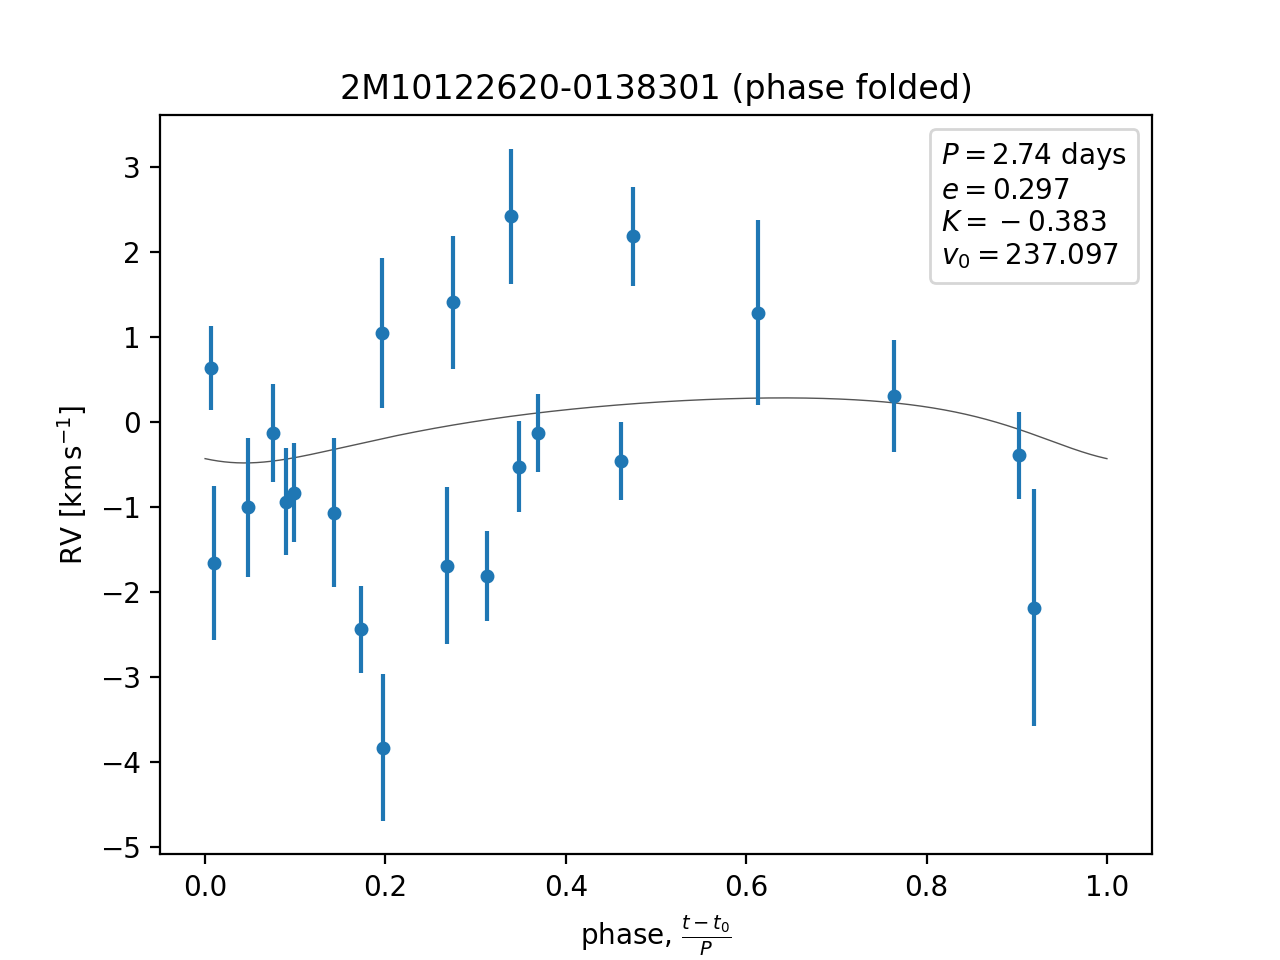 2M10122620-0138301 (phase folded)
P = 2.74 days
e = 0.297
K = −0.383
v₀ = 237.097
RV [km s⁻¹]
3
2
1
0
−1
−2
−3
−4
−5
0.0 0.2 0.4 0.6 0.8 1.0
phase, (t − t₀)/P